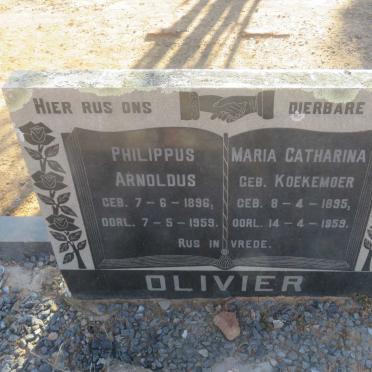 HIER RUS ONS DIERBARE
PHILIPPUS
ARNOLDUS
GEB. 7-6-1896,
OORL. 7-5-1959.
MARIA CATHARINA
GEB. KOEKEMOER
GEB. 8-4-1895,
OORL. 14-4-1959.
RUS IN VREDE.
OLIVIER